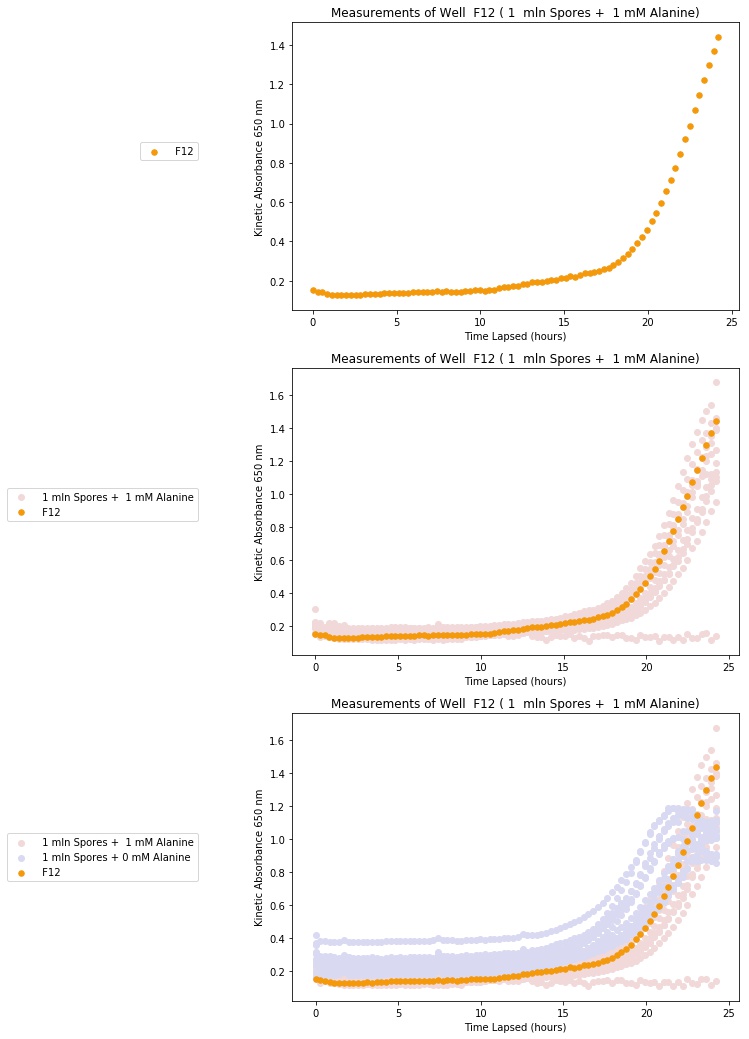 Measurements of Well  F12 ( 1  mln Spores +  1 mM Alanine)
1.4
1.2
1.0
0.8
0.6
0.4
0.2
Kinetic Absorbance 650 nm
F12
0 5 10 15 20 25
Time Lapsed (hours)
Measurements of Well  F12 ( 1  mln Spores +  1 mM Alanine)
1.6
1.4
1.2
1.0
0.8
0.6
0.4
0.2
Kinetic Absorbance 650 nm
1 mln Spores +  1 mM Alanine
F12
0 5 10 15 20 25
Time Lapsed (hours)
Measurements of Well  F12 ( 1  mln Spores +  1 mM Alanine)
1.6
1.4
1.2
1.0
0.8
0.6
0.4
0.2
Kinetic Absorbance 650 nm
1 mln Spores +  1 mM Alanine
1 mln Spores + 0 mM Alanine
F12
0 5 10 15 20 25
Time Lapsed (hours)